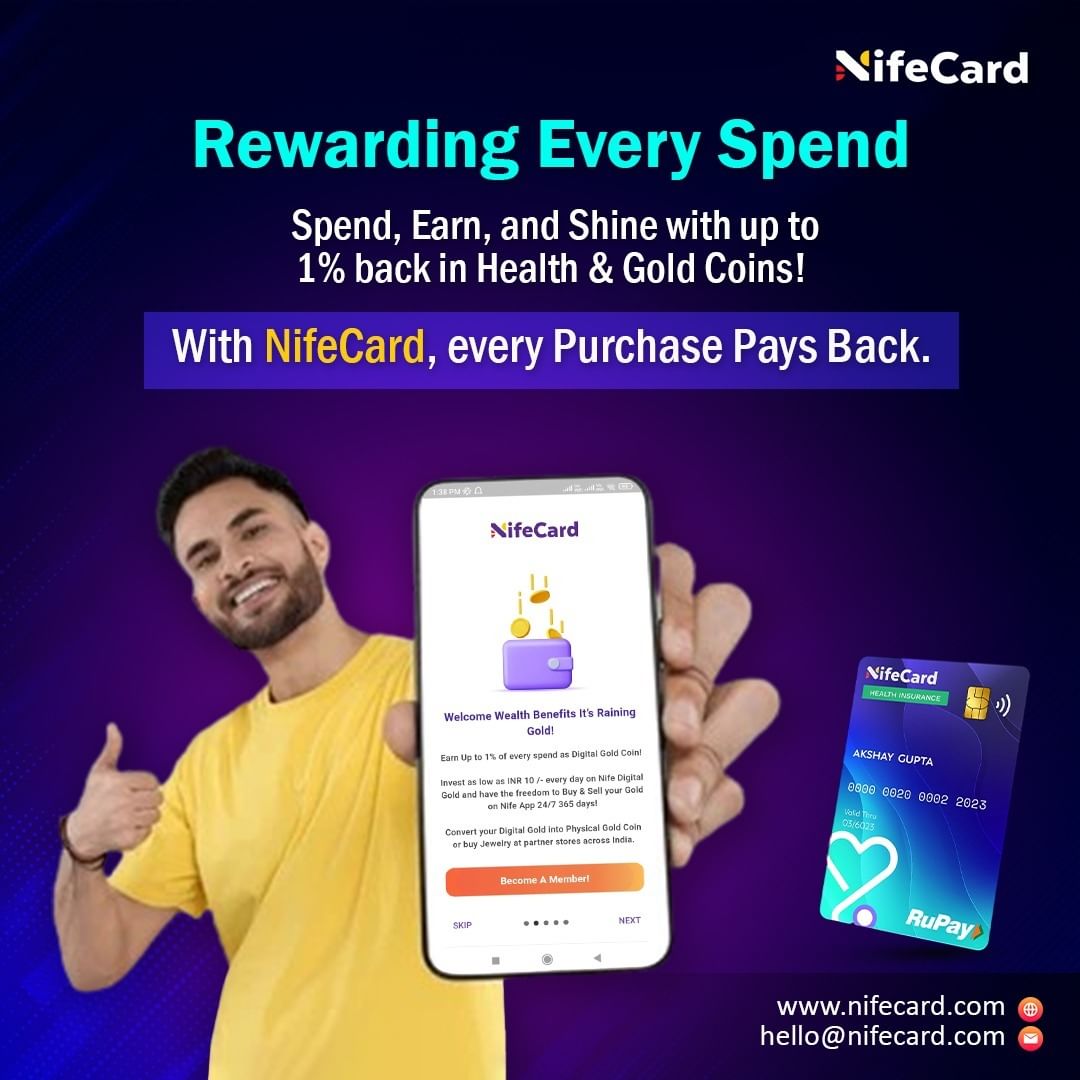 NifeCard
Rewarding Every Spend
Spend, Earn, and Shine with up to
1% back in Health & Gold Coins!
With NifeCard, every Purchase Pays Back.
1:38 PM
NifeCard
Welcome Wealth Benefits It's Raining
Gold!
Earn Up to 1% of every spend as Digital Gold Coin!
Invest as low as INR 10 /- every day on Nife Digital
Gold and have the freedom to Buy & Sell your Gold
on Nife App 24/7 365 days!
Convert your Digital Gold into Physical Gold Coin
or buy Jewelry at partner stores across India.
Become A Member!
SKIP
NEXT
NifeCard
HEALTH INSURANCE
AKSHAY GUPTA
0000 0020 0002 2023
Valid Thru
03/6023
RuPay
www.nifecard.com
hello@nifecard.com